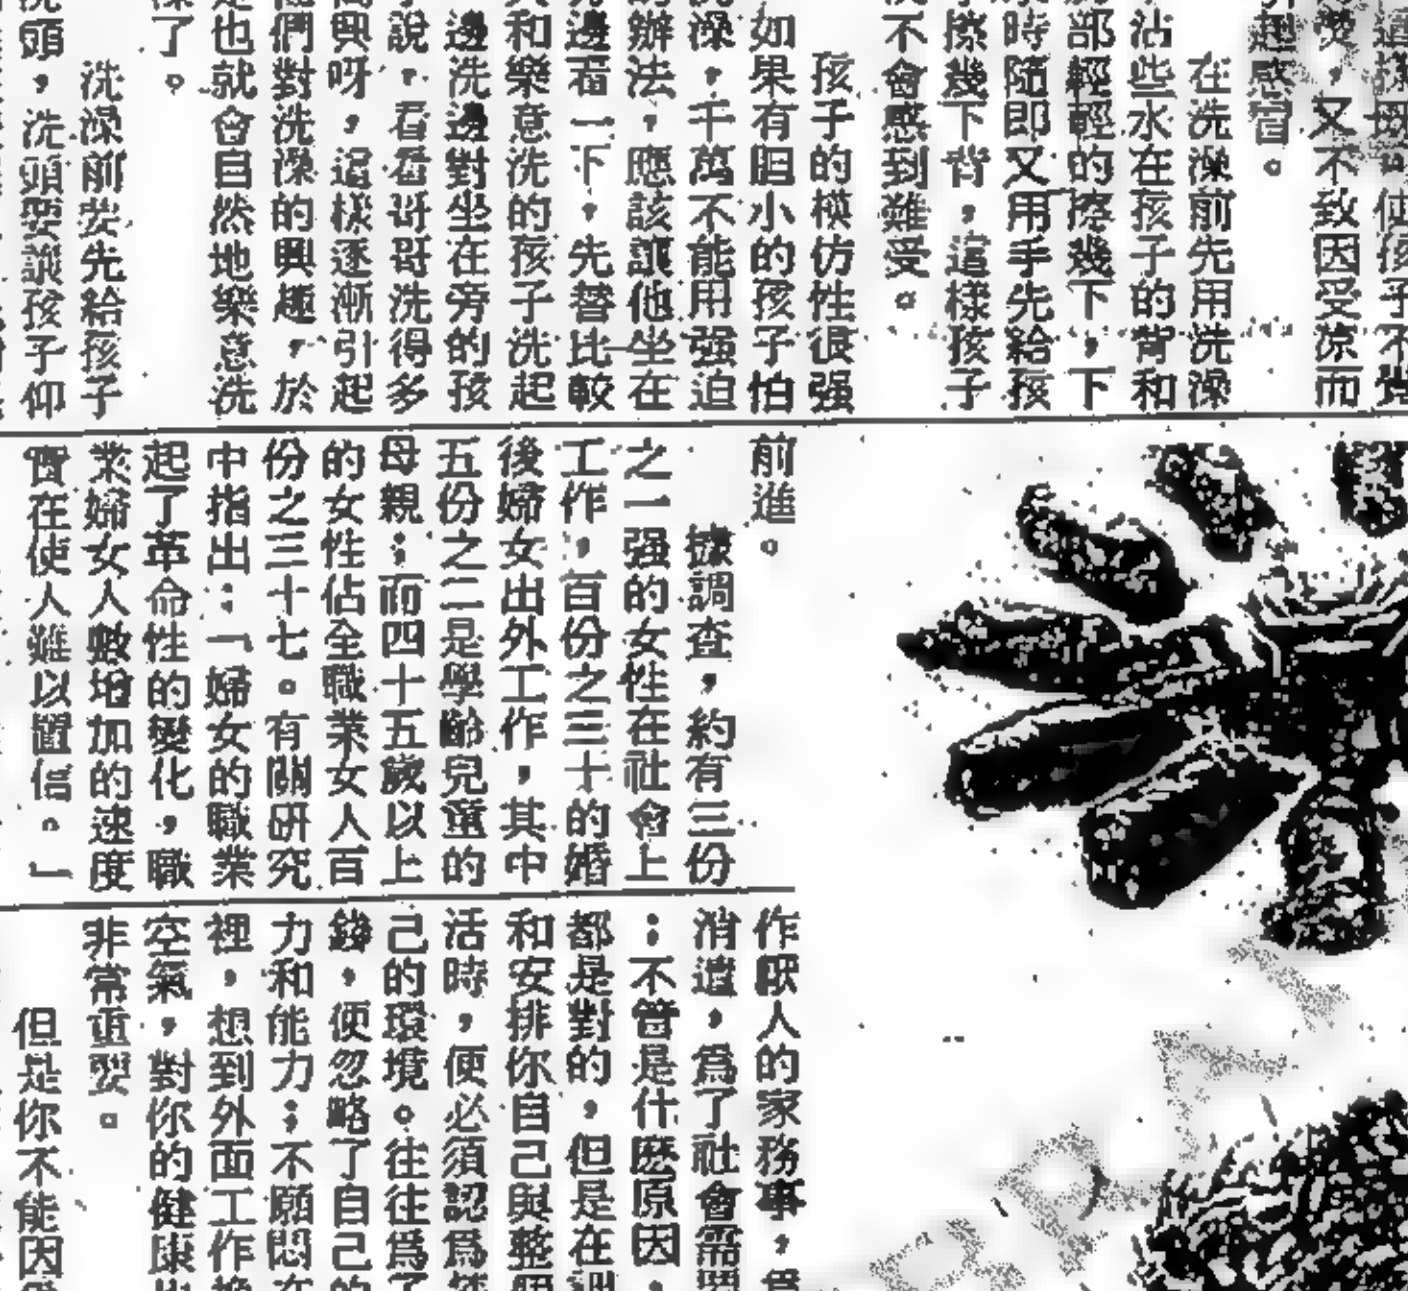 這樣既可使孩子不覺
,又不致因受涼而
起感冒。
在洗澡前先用洗澡
沾些水在孩子的背和
部輕輕的擦幾下,下
時隨即又用手先給孩
擦幾下背,這樣孩子
不會感到難受。
孩子的模仿性很强
如果有胆小的孩子怕
洗澡,千萬不能用强迫
的辦法,應該讓他坐在
旁邊看一下,先替比較
和樂意洗的孩子洗起
邊洗邊對坐在旁的孩
說,看看哥哥洗得多
高興呀,這樣逐漸引起
他們對洗澡的興趣,於
是也就會自然地樂意洗
澡了。
洗澡前要先給孩子
洗頭,洗頭要讓孩子仰
前進。
據調查,約有三份
之一强的女性在社會上
工作,百份之三十的婚
後婦女出外工作,其中
五份之二是學齡兒童的
母親;而四十五歲以上
的女性佔全職業女人百
份之三十七。有關研究
中指出:「婦女的職業
起了革命性的變化,職
業婦女人數增加的速度
實在使人難以置信。」
作厭人的家務事,爲
消遣,爲了社會需要
:不管是什麽原因,
都是對的,但是在調
和安排你自己與整個
活時,便必須認爲
己的環境。往往爲了
錢,便忽略了自己的
力和能力;不願悶在
裡,想到外面工作換
空氣,對你的健康也
非常重要。
但是你不能因爲